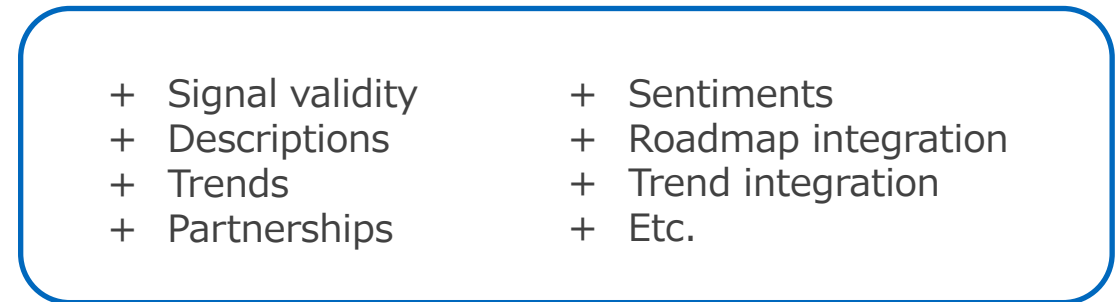 + Signal validity
+ Descriptions
+ Trends
+ Partnerships
+ Sentiments
+ Roadmap integration
+ Trend integration
+ Etc.